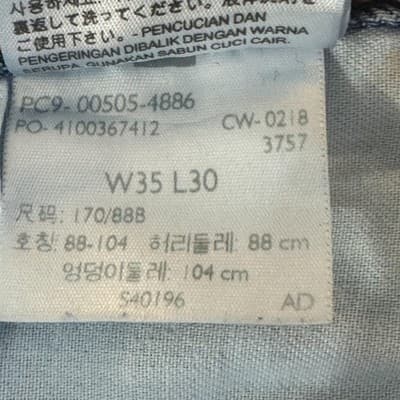 裏返して洗ってください。
ご使用下さい。
- PENCUCIAN DAN
PENGERINGAN DIBALIK DENGAN WARNA
SERUPA. GUNAKAN SABUN CUCI CAIR.
PC9- 00505-4886
PO- 4100367412 CW- 0218
3757
W35 L30
尺码: 170/88B
호칭: 88-104 허리둘레: 88 cm
엉덩이둘레: 104 cm
S40196 AD